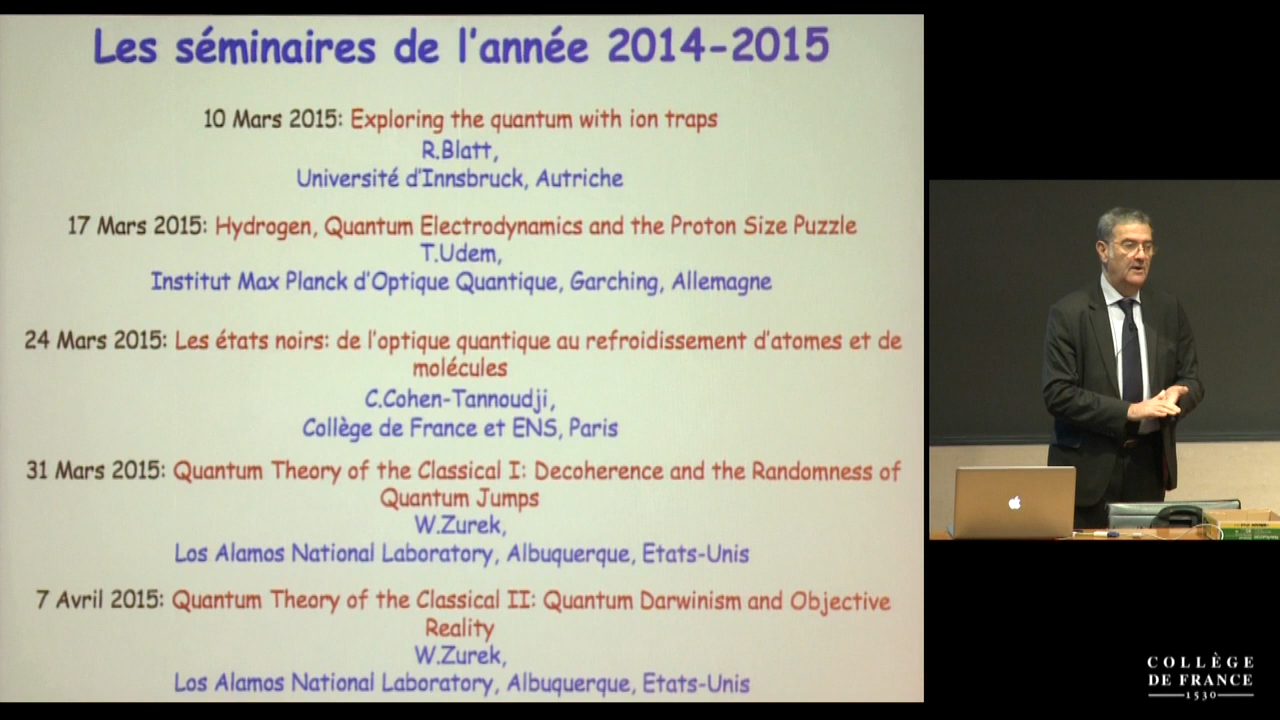 Les séminaires de l'année 2014-2015
10 Mars 2015: Exploring the quantum with ion traps
R.Blatt,
Université d'Innsbruck, Autriche
17 Mars 2015: Hydrogen, Quantum Electrodynamics and the Proton Size Puzzle
T.Udem,
Institut Max Planck d'Optique Quantique, Garching, Allemagne
24 Mars 2015: Les états noirs: de l'optique quantique au refroidissement d'atomes et de
molécules
C.Cohen-Tannoudji,
Collège de France et ENS, Paris
31 Mars 2015: Quantum Theory of the Classical I: Decoherence and the Randomness of
Quantum Jumps
W.Zurek,
Los Alamos National Laboratory, Albuquerque, Etats-Unis
7 Avril 2015: Quantum Theory of the Classical II: Quantum Darwinism and Objective
Reality
W.Zurek,
Los Alamos National Laboratory, Albuquerque, Etats-Unis
COLLÈGE
DE FRANCE
1530